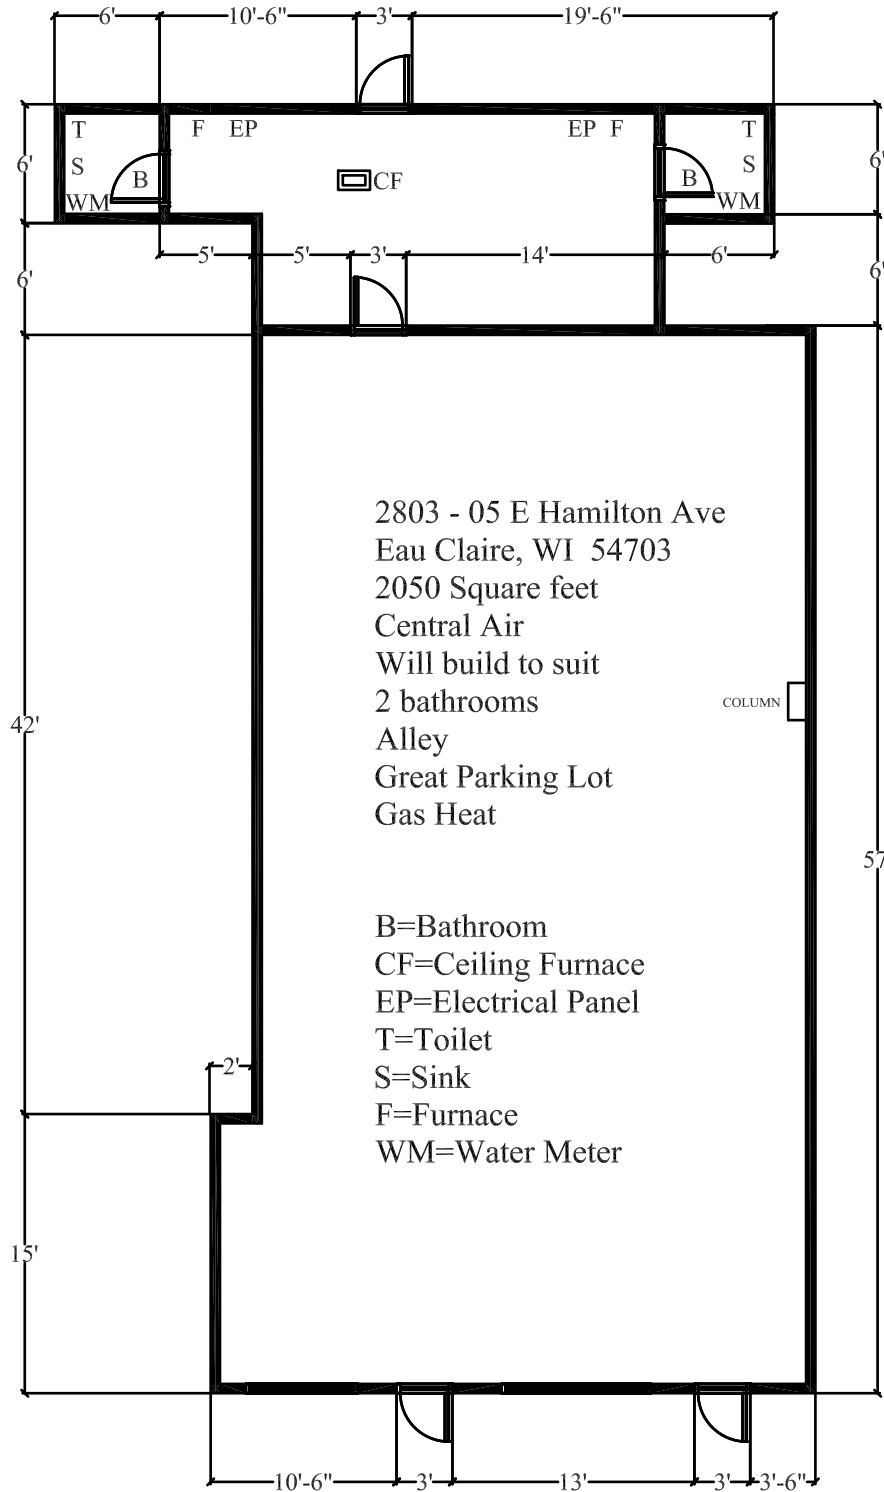 6' 10'-6" 3' 19'-6"
T F EP EP F T
6' S S 6'
B CF B
WM WM
5' 5' 3' 14' 6'
6' 6'
2803 - 05 E Hamilton Ave
Eau Claire, WI 54703
2050 Square feet
Central Air
Will build to suit
2 bathrooms
COLUMN
42'
Alley
Great Parking Lot
Gas Heat
57
B=Bathroom
CF=Ceiling Furnace
EP=Electrical Panel
T=Toilet
2'
S=Sink
F=Furnace
WM=Water Meter
15'
10'-6" 3' 13' 3' 3'-6"